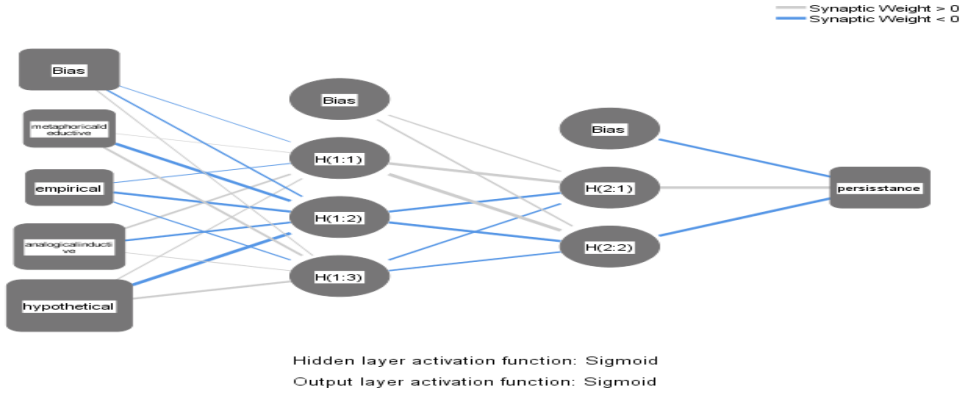 Synaptic Weight > 0
Synaptic Weight < 0
Bias
metaphoricald
eductive
empirical
analogicalinducti
ve
hypothetical
Bias
H(1:1)
H(1:2)
H(1:3)
Bias
H(2:1)
H(2:2)
persisstance
Hidden layer activation function: Sigmoid
Output layer activation function: Sigmoid